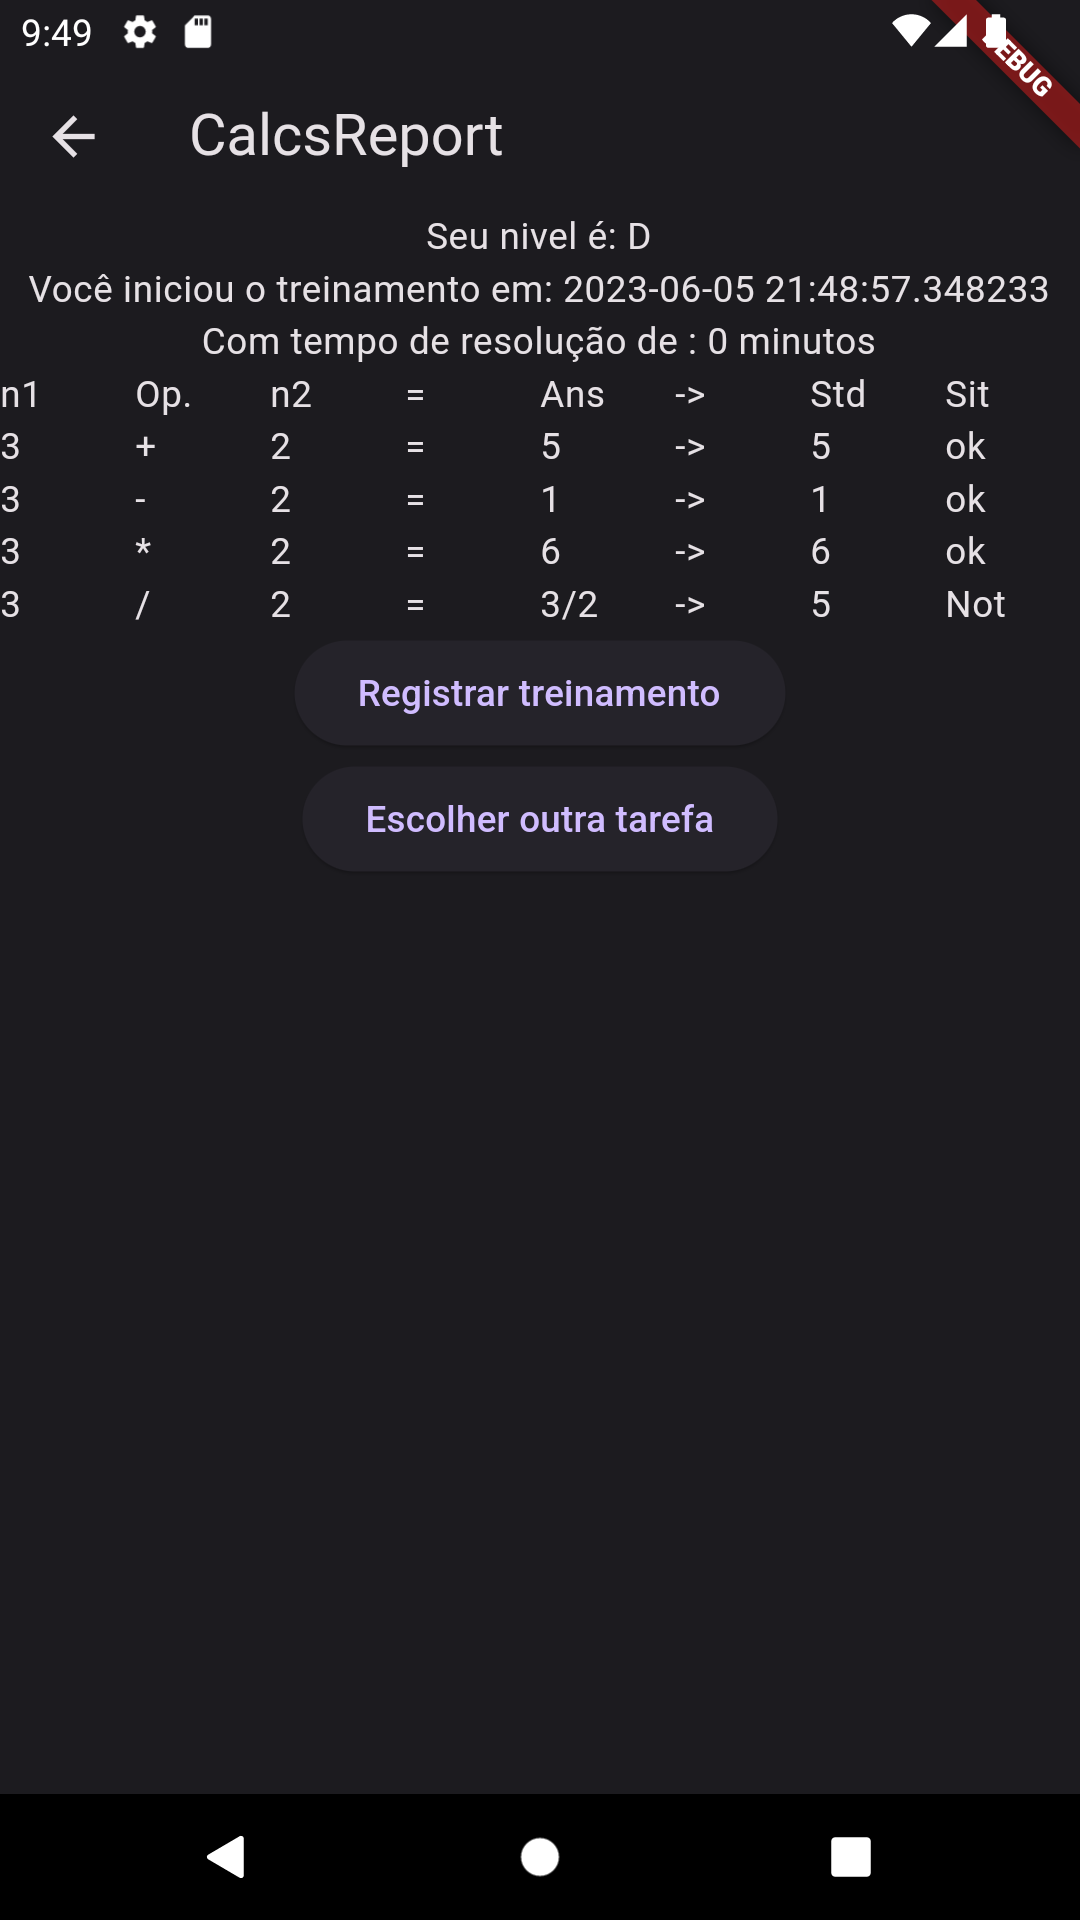 9:49
EBUG
CalcsReport
Seu nivel é: D
Você iniciou o treinamento em: 2023-06-05 21:48:57.348233
Com tempo de resolução de : 0 minutos
n1 Op. n2 = Ans -> Std Sit
3 + 2 = 5 -> 5 ok
3 - 2 = 1 -> 1 ok
3 * 2 = 6 -> 6 ok
3 / 2 = 3/2 -> 5 Not
Registrar treinamento
Escolher outra tarefa